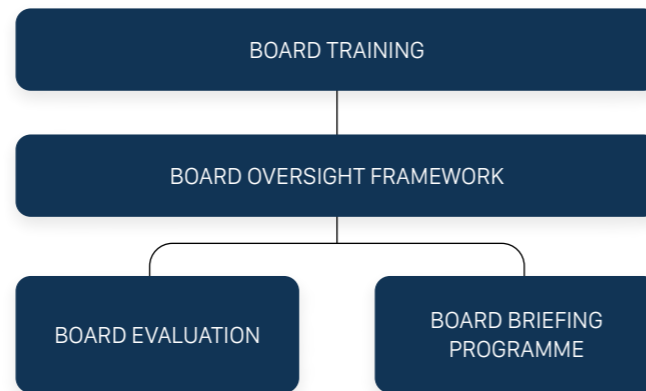 BOARD TRAINING
BOARD OVERSIGHT FRAMEWORK
BOARD EVALUATION
BOARD BRIEFING
PROGRAMME